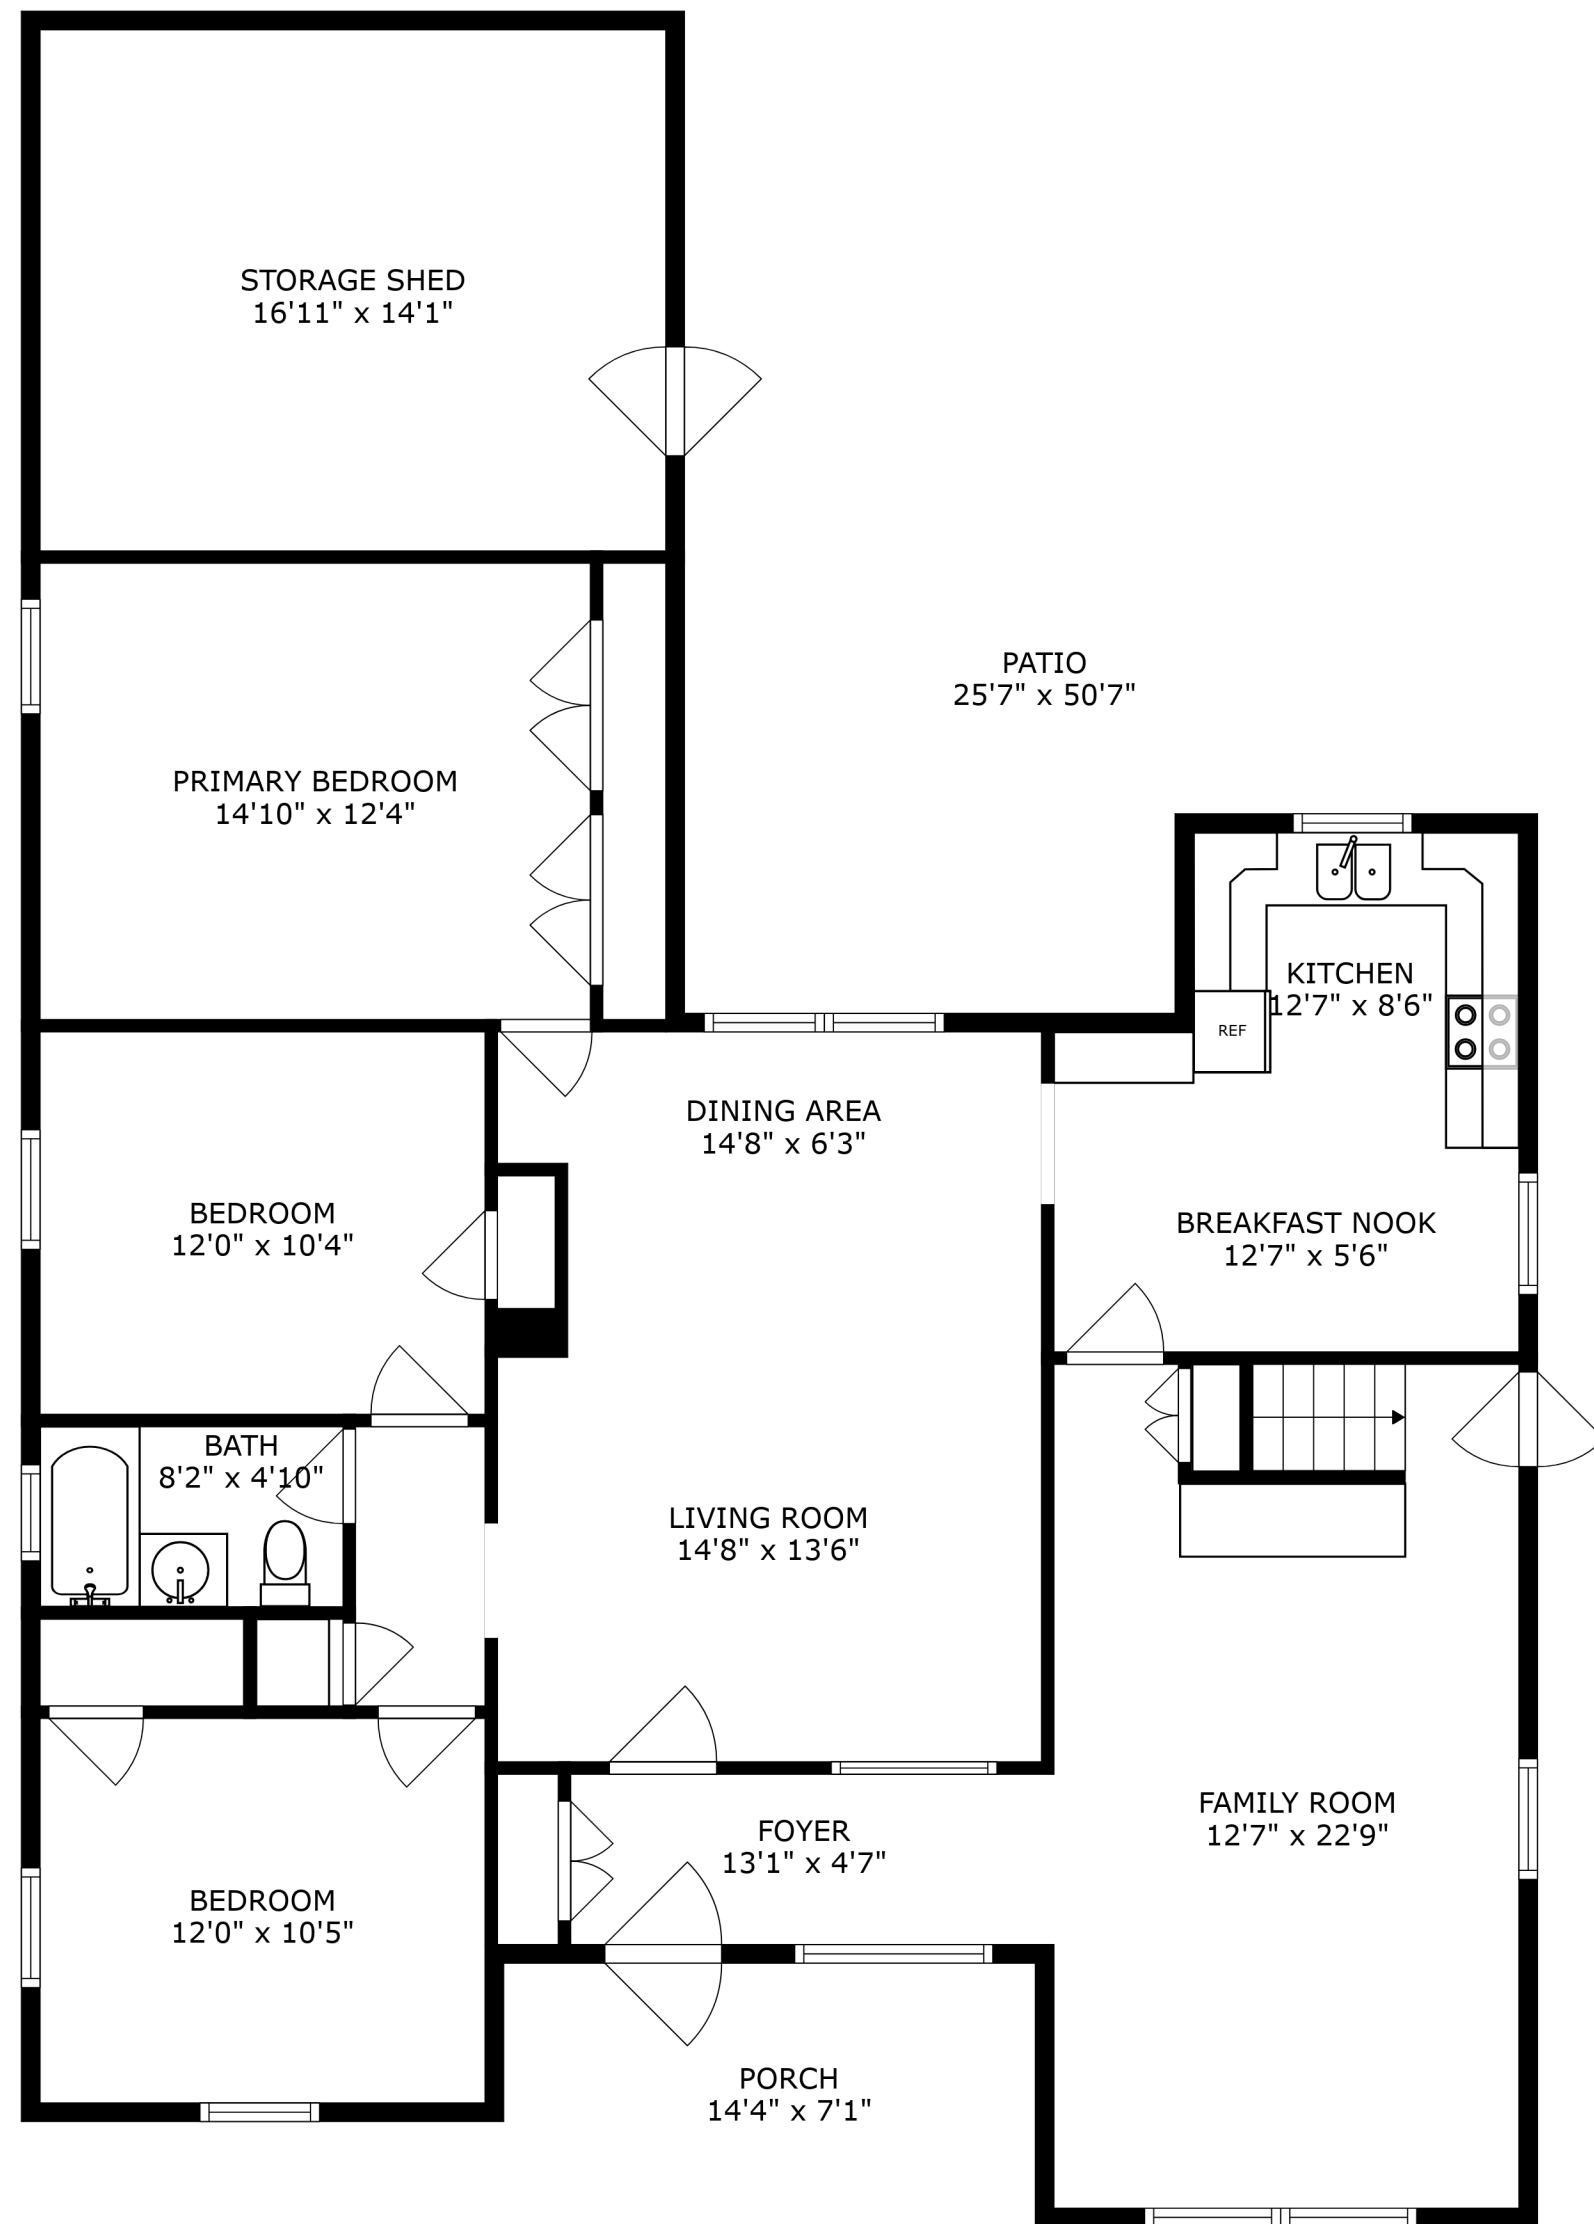 STORAGE SHED
16'11" x 14'1"
PATIO
25'7" x 50'7"
PRIMARY BEDROOM
14'10" x 12'4"
KITCHEN
12'7" x 8'6"
REF
DINING AREA
14'8" x 6'3"
BEDROOM
12'0" x 10'4"
BREAKFAST NOOK
12'7" x 5'6"
BATH
8'2" x 4'10"
LIVING ROOM
14'8" x 13'6"
FAMILY ROOM
12'7" x 22'9"
FOYER
13'1" x 4'7"
BEDROOM
12'0" x 10'5"
PORCH
14'4" x 7'1"